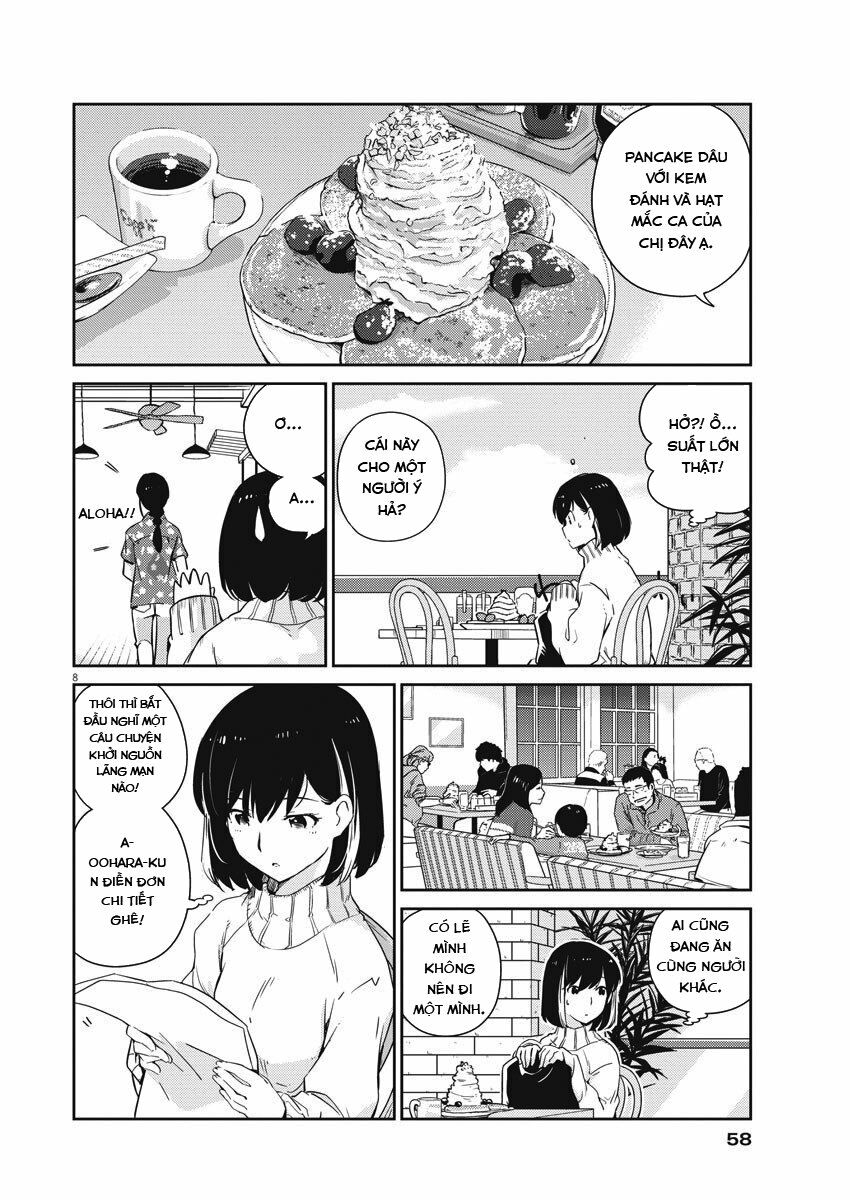 PANCAKE DÂU
VỚI KEM
ĐÁNH VÀ HẠT
MẮC CA CỦA
CHỊ ĐÂY Ạ.
HỞ?! Ồ...
SUẤT LỚN
THẬT!
CÁI NÀY
CHO MỘT
NGƯỜI Ý
HẢ?
Ơ...
A...
ALOHA!!
8
AI CŨNG
ĐANG ĂN
CÙNG NGƯỜI
KHÁC.
CÓ LẼ
MÌNH
KHÔNG
NÊN ĐI
MỘT MÌNH.
THÔI THÌ BẮT
ĐẦU NGHĨ MỘT
CÂU CHUYỆN
KHỞI NGUỒN
LÃNG MẠN
NÀO!
A-
OOHARA-KU
N ĐIỀN ĐƠN
CHI TIẾT
GHÊ!
58